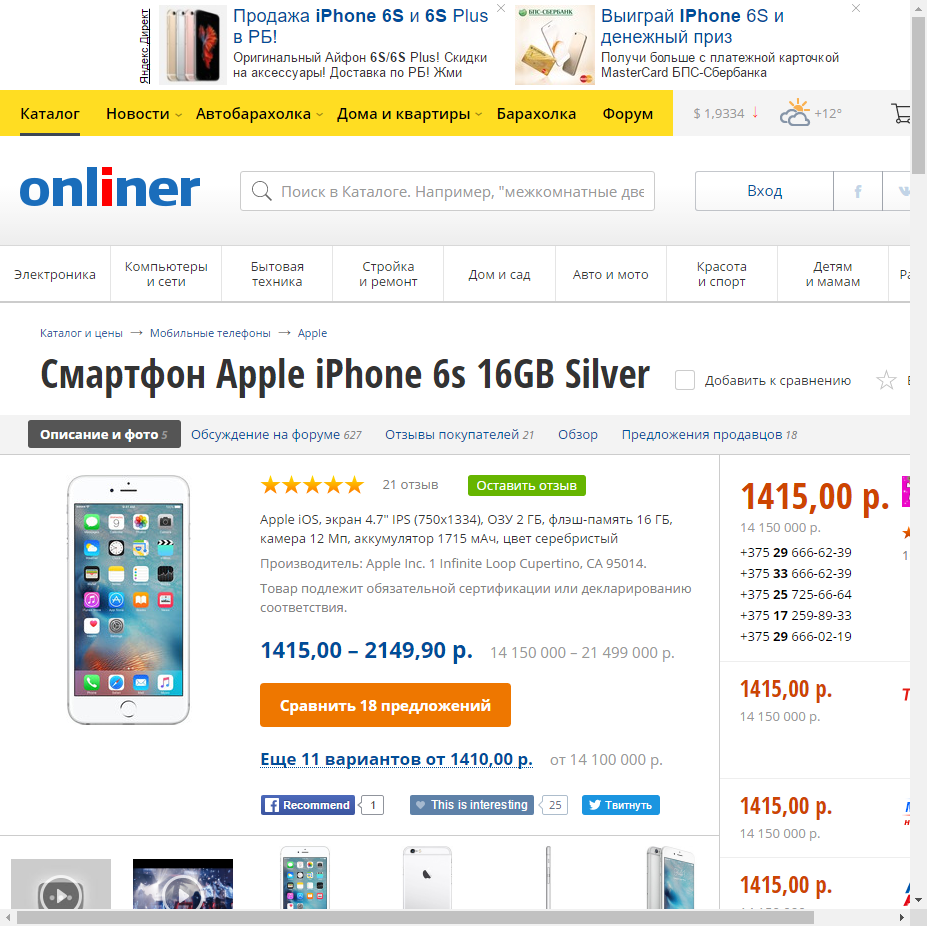 Яндекс.Директ
Продажа iPhone 6S и 6S Plus
в РБ!
Оригинальный Айфон 6S/6S Plus! Скидки
на аксессуары! Доставка по РБ! Жми
БПС-СБЕРБАНК
Выиграй IPhone 6S и
денежный приз
Получи больше с платежной карточкой
MasterCard БПС-Сбербанка
Каталог Новости Автобарахолка Дома и квартиры Барахолка Форум $ 1,9334 ↓ +12°
onliner
Поиск в Каталоге. Например, "межкомнатные две
Вход
Электроника
Компьютеры
и сети
Бытовая
техника
Стройка
и ремонт
Дом и сад
Авто и мото
Красота
и спорт
Детям
и мамам
Каталог и цены → Мобильные телефоны → Apple
Смартфон Apple iPhone 6s 16GB Silver
Добавить к сравнению
Описание и фото 5 Обсуждение на форуме 627 Отзывы покупателей 21 Обзор Предложения продавцов 18
21 отзыв
Оставить отзыв
Apple iOS, экран 4.7" IPS (750x1334), ОЗУ 2 ГБ, флэш-память 16 ГБ,
камера 12 Мп, аккумулятор 1715 мАч, цвет серебристый
Производитель: Apple Inc. 1 Infinite Loop Cupertino, CA 95014.
Товар подлежит обязательной сертификации или декларированию
соответствия.
1415,00 – 2149,90 р. 14 150 000 – 21 499 000 р.
Сравнить 18 предложений
Еще 11 вариантов от 1410,00 р. от 14 100 000 р.
Recommend 1 This is interesting 25 Твитнуть
1415,00 р.
14 150 000 р.
+375 29 666-62-39
+375 33 666-62-39
+375 25 725-66-64
+375 17 259-89-33
+375 29 666-02-19
1415,00 р.
14 150 000 р.
1415,00 р.
14 150 000 р.
1415,00 р.